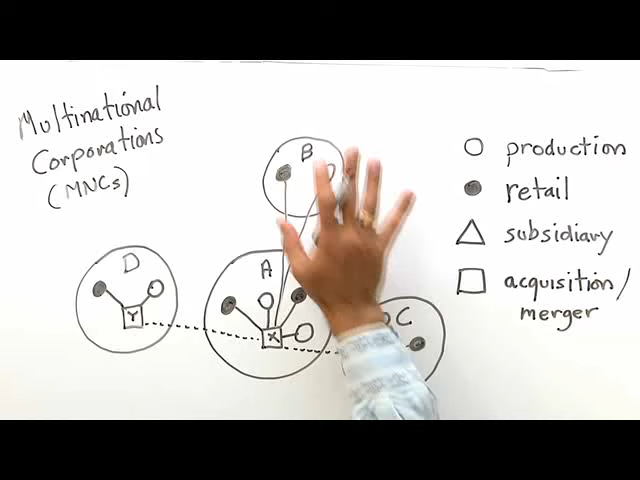 Multinational
Corporations
(MNCs)
B
production
retail
subsidiary
acquisition/
merger
D
A
C
Y
X